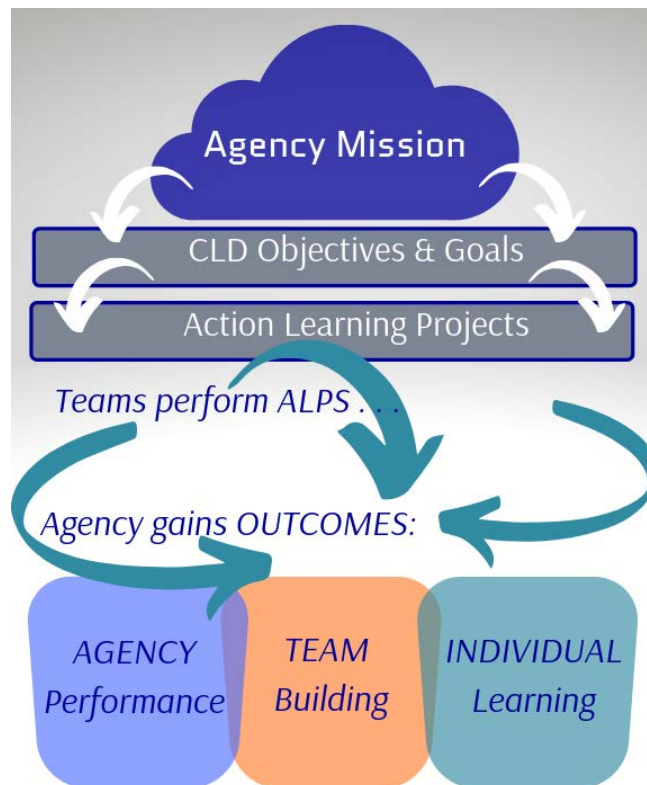 Agency Mission
CLD Objectives & Goals
Action Learning Projects
Teams perform ALPS . . .
Agency gains OUTCOMES:
AGENCY
Performance
TEAM
Building
INDIVIDUAL
Learning